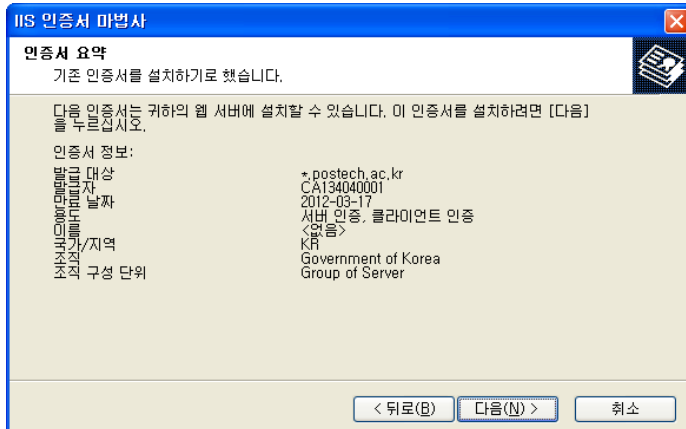 IIS 인증서 마법사
인증서 요약
기존 인증서를 설치하기로 했습니다.
다음 인증서는 귀하의 웹 서버에 설치할 수 있습니다. 이 인증서를 설치하려면 [다음]
을 누르십시오.
인증서 정보:
발급 대상 *.postech.ac.kr
발급자 CA134040001
만료 날짜 2012-03-17
용도 서버 인증, 클라이언트 인증
이름 <없음>
국가/지역 KR
조직 Government of Korea
조직 구성 단위 Group of Server
< 뒤로(B) 다음(N) > 취소